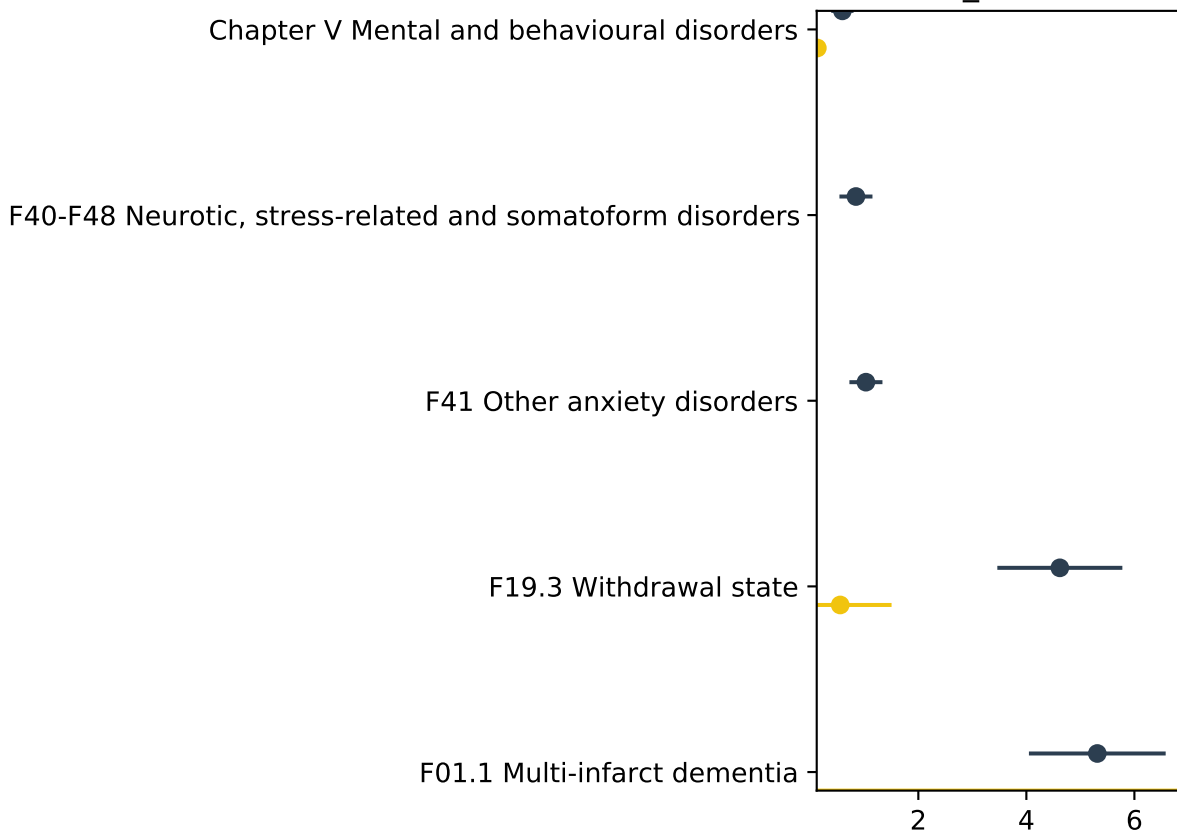 Chapter V Mental and behavioural disorders
F40-F48 Neurotic, stress-related and somatoform disorders
F41 Other anxiety disorders
F19.3 Withdrawal state
F01.1 Multi-infarct dementia
2 4 6